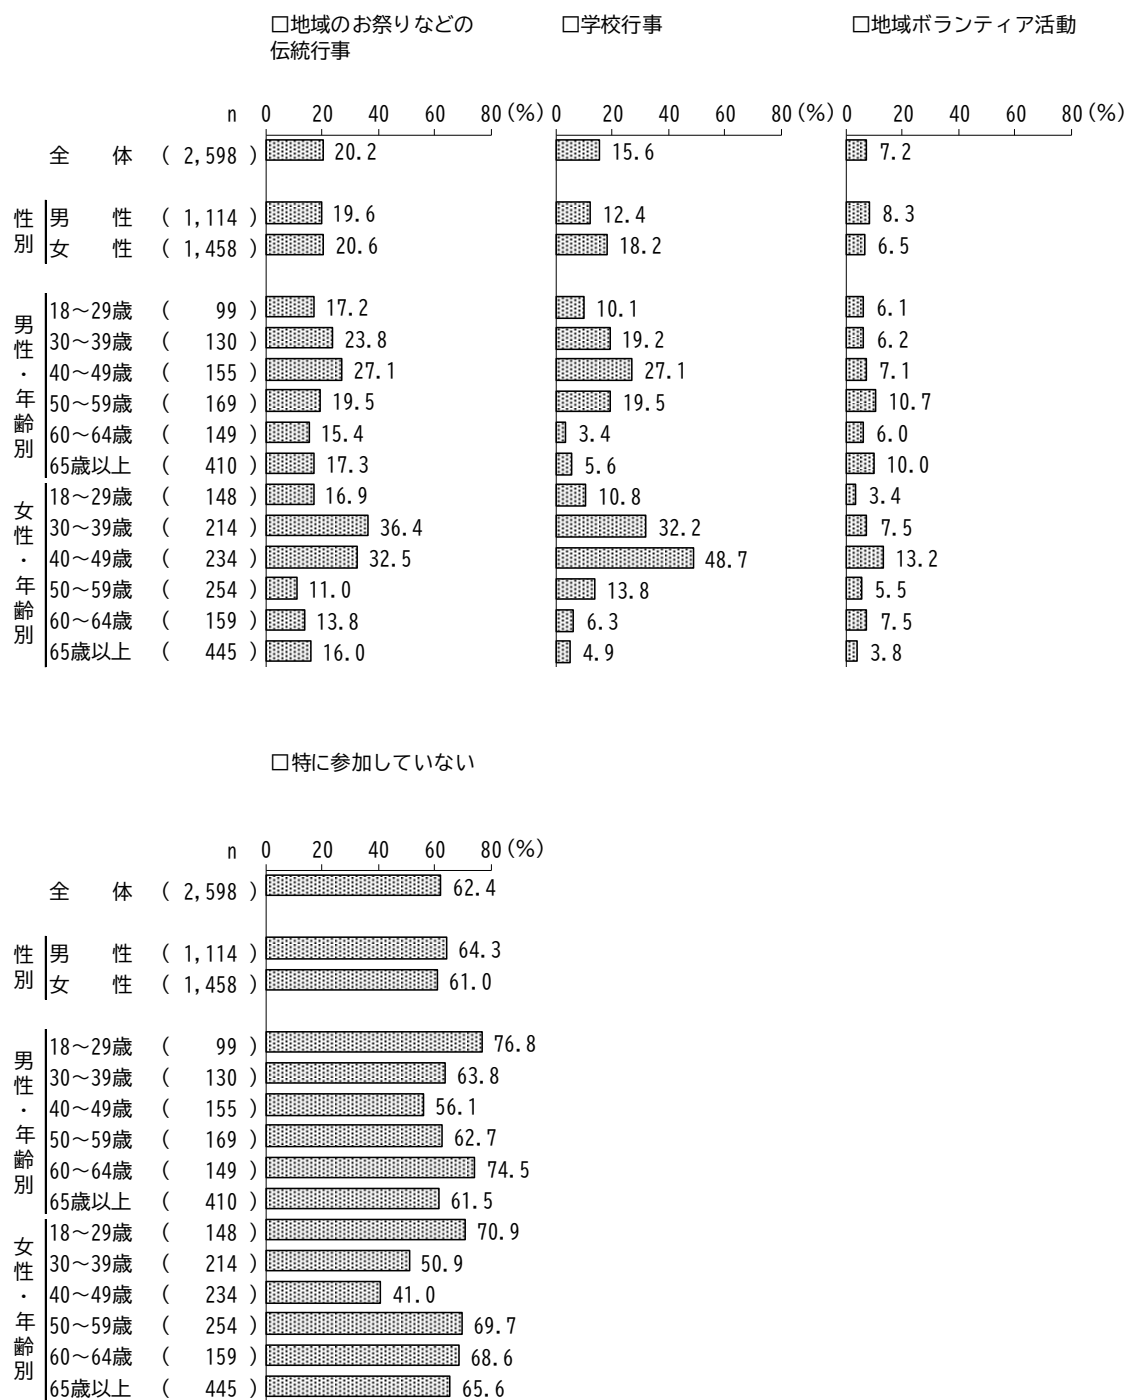 □地域のお祭りなどの 伝統行事 □学校行事 □地域ボランティア活動
n 0 20 40 60 80(%) 0 20 40 60 80(%) 0 20 40 60 80(%)
全 体 ( 2,598 ) 20.2 15.6 7.2
性別
男 性 ( 1,114 ) 19.6 12.4 8.3
女 性 ( 1,458 ) 20.6 18.2 6.5
男性・年齢別
18～29歳 ( 99 ) 17.2 10.1 6.1
30～39歳 ( 130 ) 23.8 19.2 6.2
40～49歳 ( 155 ) 27.1 27.1 7.1
50～59歳 ( 169 ) 19.5 19.5 10.7
60～64歳 ( 149 ) 15.4 3.4 6.0
65歳以上 ( 410 ) 17.3 5.6 10.0
女性・年齢別
18～29歳 ( 148 ) 16.9 10.8 3.4
30～39歳 ( 214 ) 36.4 32.2 7.5
40～49歳 ( 234 ) 32.5 48.7 13.2
50～59歳 ( 254 ) 11.0 13.8 5.5
60～64歳 ( 159 ) 13.8 6.3 7.5
65歳以上 ( 445 ) 16.0 4.9 3.8
□特に参加していない
n 0 20 40 60 80(%)
全 体 ( 2,598 ) 62.4
性別
男 性 ( 1,114 ) 64.3
女 性 ( 1,458 ) 61.0
男性・年齢別
18～29歳 ( 99 ) 76.8
30～39歳 ( 130 ) 63.8
40～49歳 ( 155 ) 56.1
50～59歳 ( 169 ) 62.7
60～64歳 ( 149 ) 74.5
65歳以上 ( 410 ) 61.5
女性・年齢別
18～29歳 ( 148 ) 70.9
30～39歳 ( 214 ) 50.9
40～49歳 ( 234 ) 41.0
50～59歳 ( 254 ) 69.7
60～64歳 ( 159 ) 68.6
65歳以上 ( 445 ) 65.6